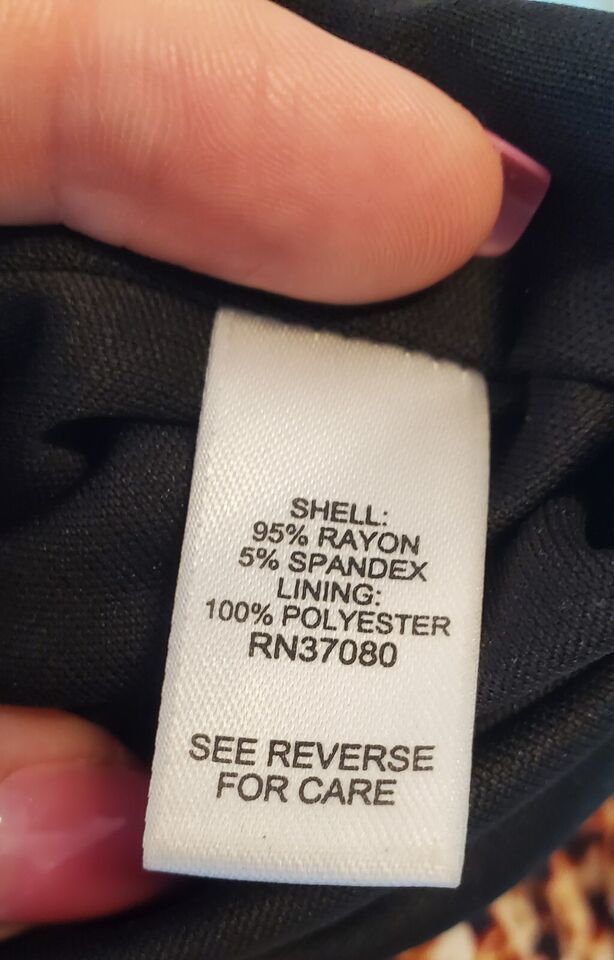 SHELL:
95% RAYON
5% SPANDEX
LINING:
100% POLYESTER
RN37080
SEE REVERSE
FOR CARE